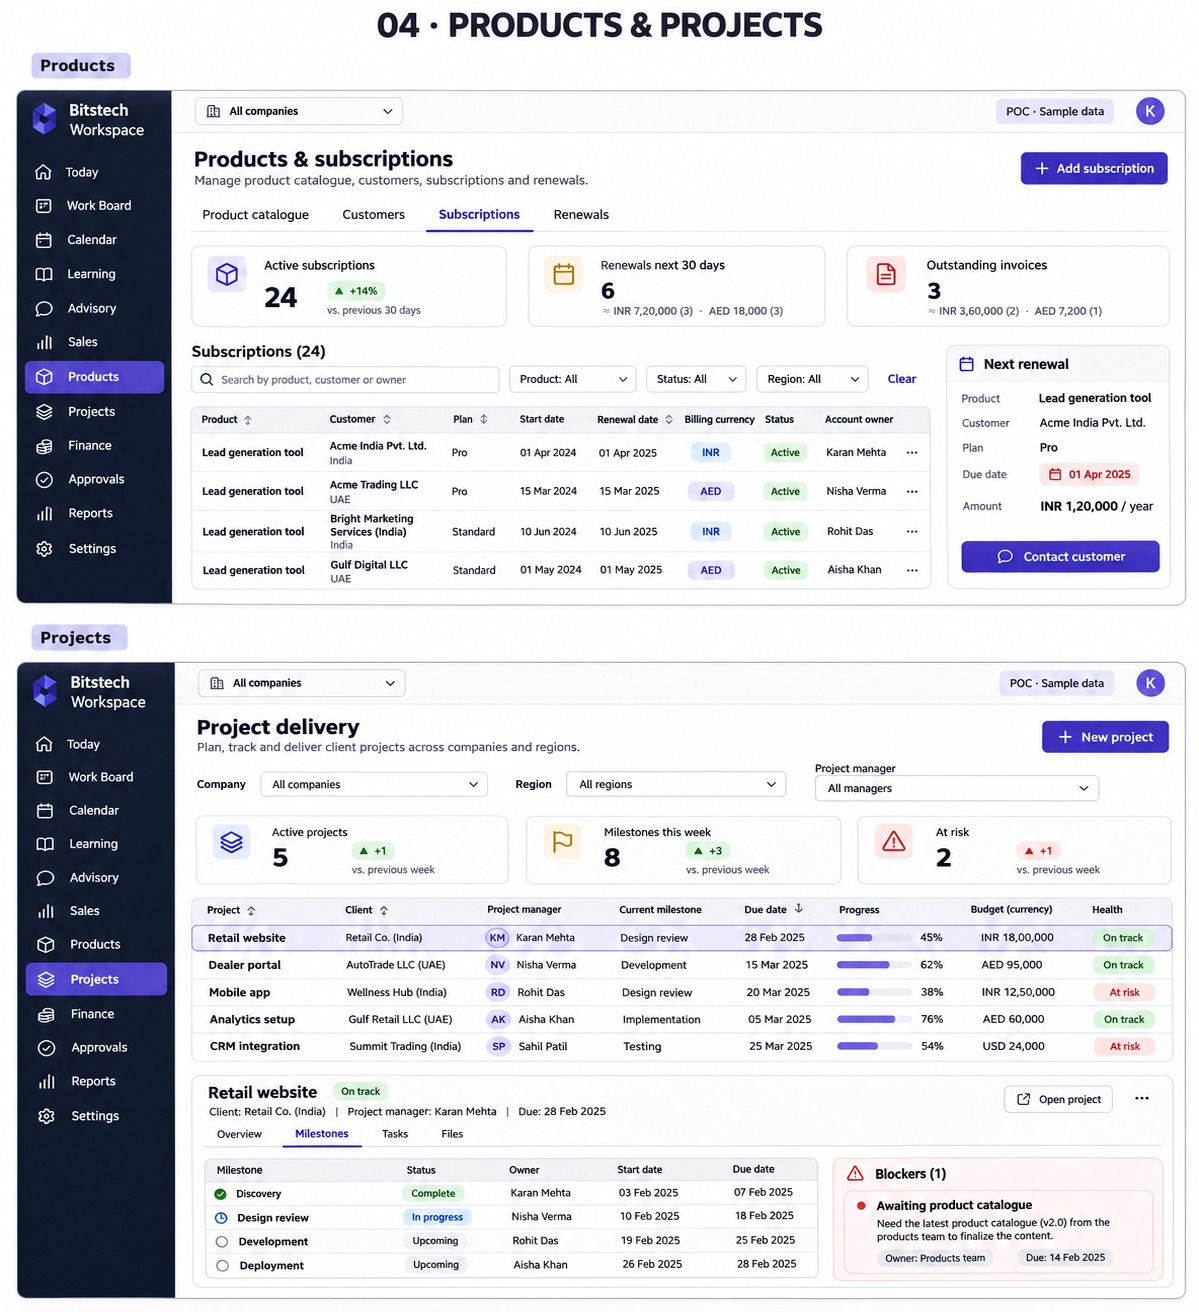 04 · PRODUCTS & PROJECTS
Products
Bitstech
Workspace
Today
Work Board
Calendar
Learning
Advisory
Sales
Products
Projects
Finance
Approvals
Reports
Settings
All companies
POC · Sample data
K
Products & subscriptions
Manage product catalogue, customers, subscriptions and renewals.
+ Add subscription
Product catalogue Customers Subscriptions Renewals
Active subscriptions
24 ▲ +14%
vs. previous 30 days
Renewals next 30 days
6
≈ INR 7,20,000 (3) · AED 18,000 (3)
Outstanding invoices
3
≈ INR 3,60,000 (2) · AED 7,200 (1)
Subscriptions (24)
Search by product, customer or owner
Product: All
Status: All
Region: All
Clear
Product Customer Plan Start date Renewal date Billing currency Status Account owner
Lead generation tool Acme India Pvt. Ltd. India Pro 01 Apr 2024 01 Apr 2025 INR Active Karan Mehta ···
Lead generation tool Acme Trading LLC UAE Pro 15 Mar 2024 15 Mar 2025 AED Active Nisha Verma ···
Lead generation tool Bright Marketing Services (India) India Standard 10 Jun 2024 10 Jun 2025 INR Active Rohit Das ···
Lead generation tool Gulf Digital LLC UAE Standard 01 May 2024 01 May 2025 AED Active Aisha Khan ···
Next renewal
Product Lead generation tool
Customer Acme India Pvt. Ltd.
Plan Pro
Due date 01 Apr 2025
Amount INR 1,20,000 / year
Contact customer
Projects
Bitstech
Workspace
Today
Work Board
Calendar
Learning
Advisory
Sales
Products
Projects
Finance
Approvals
Reports
Settings
All companies
POC · Sample data
K
Project delivery
Plan, track and deliver client projects across companies and regions.
+ New project
Company All companies
Region All regions
Project manager
All managers
Active projects
5 ▲ +1
vs. previous week
Milestones this week
8 ▲ +3
vs. previous week
At risk
2 ▲ +1
vs. previous week
Project Client Project manager Current milestone Due date Progress Budget (currency) Health
Retail website Retail Co. (India) KM Karan Mehta Design review 28 Feb 2025 45% INR 18,00,000 On track
Dealer portal AutoTrade LLC (UAE) NV Nisha Verma Development 15 Mar 2025 62% AED 95,000 On track
Mobile app Wellness Hub (India) RD Rohit Das Design review 20 Mar 2025 38% INR 12,50,000 At risk
Analytics setup Gulf Retail LLC (UAE) AK Aisha Khan Implementation 05 Mar 2025 76% AED 60,000 On track
CRM integration Summit Trading (India) SP Sahil Patil Testing 25 Mar 2025 54% USD 24,000 At risk
Retail website On track
Client: Retail Co. (India) | Project manager: Karan Mehta | Due: 28 Feb 2025
Open project ···
Overview Milestones Tasks Files
Milestone Status Owner Start date Due date
Discovery Complete Karan Mehta 03 Feb 2025 07 Feb 2025
Design review In progress Nisha Verma 10 Feb 2025 18 Feb 2025
Development Upcoming Rohit Das 19 Feb 2025 25 Feb 2025
Deployment Upcoming Aisha Khan 26 Feb 2025 28 Feb 2025
Blockers (1)
Awaiting product catalogue
Need the latest product catalogue (v2.0) from the
products team to finalize the content.
Owner: Products team Due: 14 Feb 2025